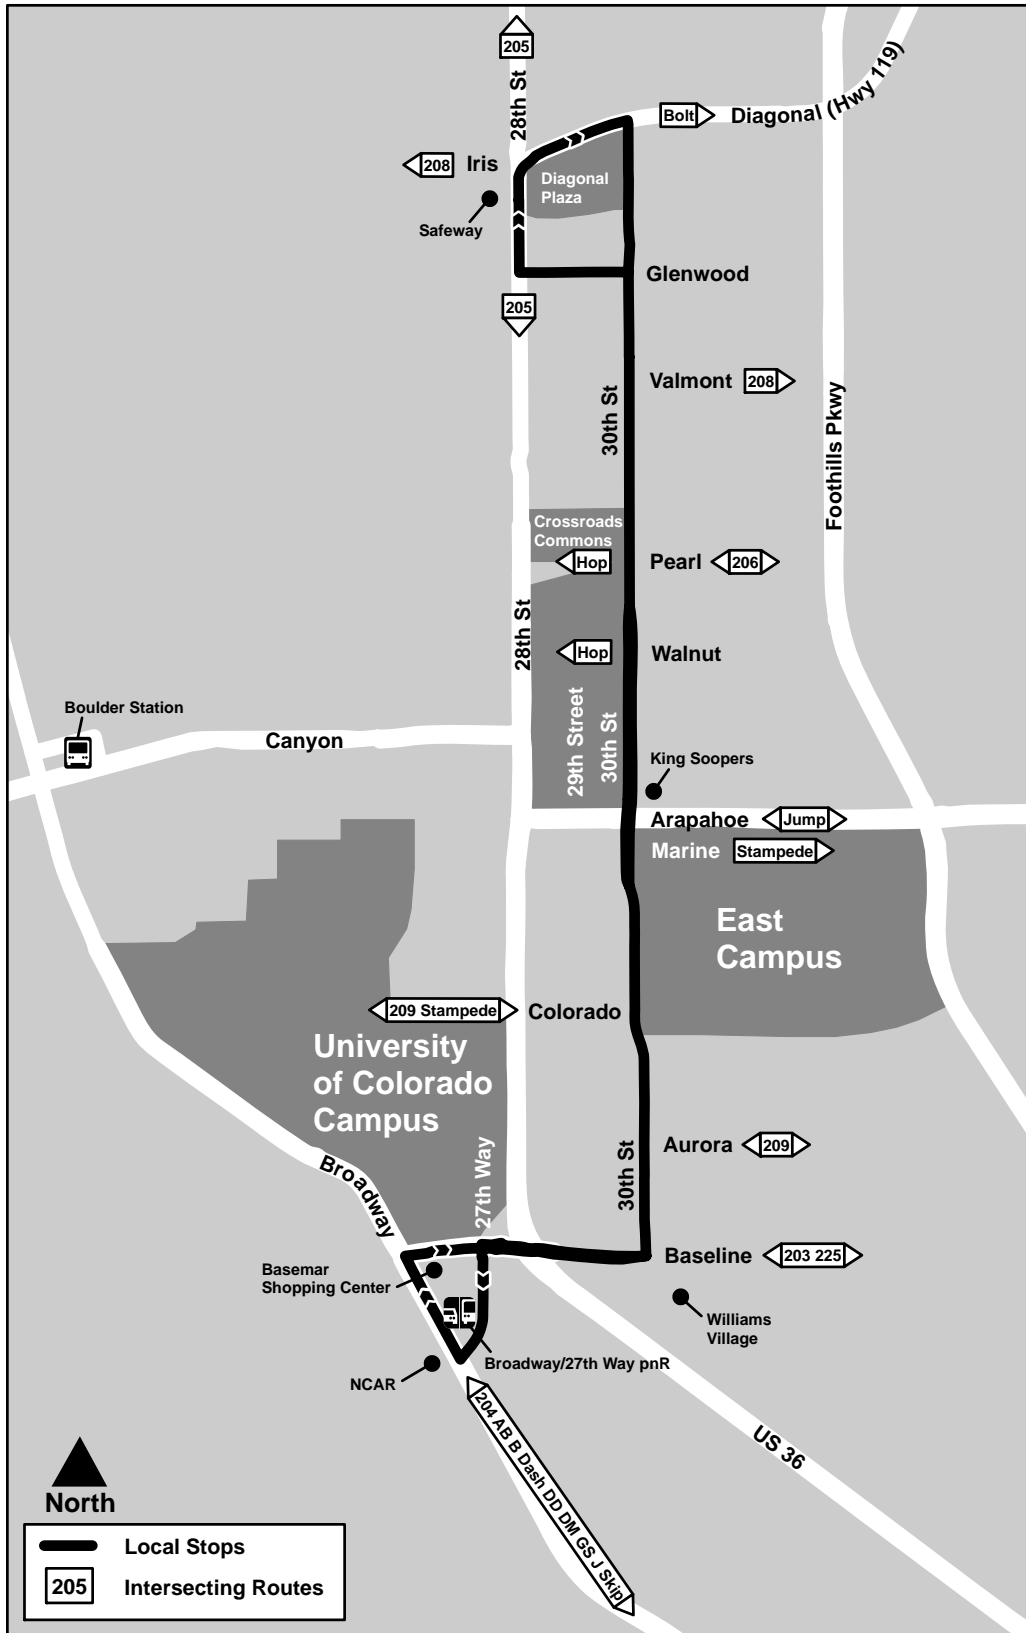 205
28th St
Bolt
Diagonal (Hwy 119)
208
Iris
Diagonal
Plaza
Safeway
Glenwood
205
Valmont
208
30th St
Foothills Pkwy
Crossroads
Commons
Hop
Pearl
206
28th St
Hop
Walnut
Boulder Station
Canyon
29th Street
30th St
King Soopers
Arapahoe
Jump
Marine
Stampede
East
Campus
209 Stampede
Colorado
University
of Colorado
Campus
Broadway
27th Way
30th St
Aurora
209
Baseline
203 225
Basemar
Shopping Center
Williams
Village
Broadway/27th Way pnR
NCAR
204 AB B Dash DD DM GS J Skip
US 36
North
Local Stops
205
Intersecting Routes